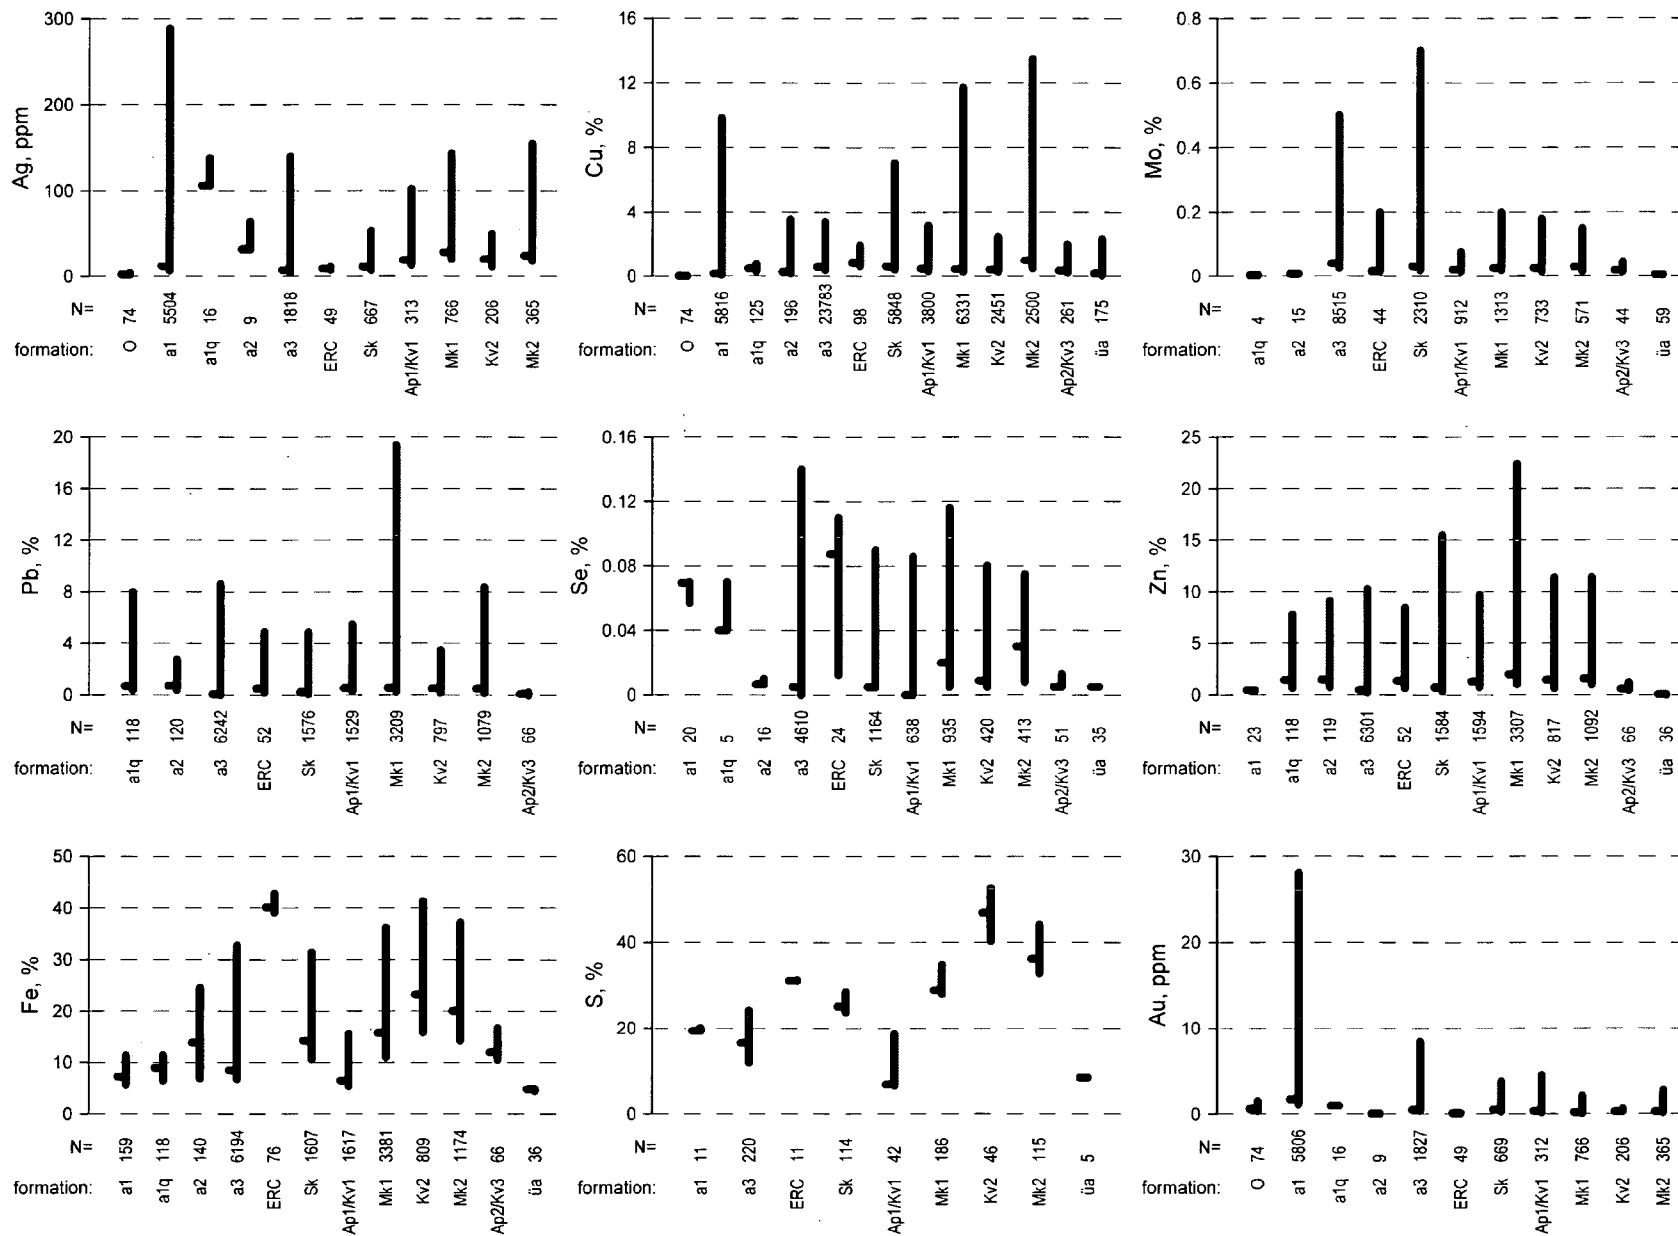 Ag, ppm
300
200
100
0
N= 74 5504 16 9 1818 49 667 313 766 206 365
formation: O a1 a1q a2 a3 ERC Sk Ap1/Kv1 Mk1 Kv2 Mk2
Cu, %
16
12
8
4
0
N= 74 5816 125 196 23783 98 5848 3800 6331 2451 2500 261 175
formation: O a1 a1q a2 a3 ERC Sk Ap1/Kv1 Mk1 Kv2 Mk2 Ap2/Kv3 üa
Mo, %
0.8
0.6
0.4
0.2
0
N= 4 15 8515 44 2310 912 1313 733 571 44 59
formation: a1q a2 a3 ERC Sk Ap1/Kv1 Mk1 Kv2 Mk2 Ap2/Kv3 üa
Pb, %
20
16
12
8
4
0
N= 118 120 6242 52 1576 1529 3209 797 1079 66
formation: a1q a2 a3 ERC Sk Ap1/Kv1 Mk1 Kv2 Mk2 Ap2/Kv3
Se, %
0.16
0.12
0.08
0.04
0
N= 20 5 16 4610 24 1164 638 935 420 413 51 35
formation: a1 a1q a2 a3 ERC Sk Ap1/Kv1 Mk1 Kv2 Mk2 Ap2/Kv3 üa
Zn, %
25
20
15
10
5
0
N= 23 118 119 6301 52 1584 1594 3307 817 1092 66 36
formation: a1 a1q a2 a3 ERC Sk Ap1/Kv1 Mk1 Kv2 Mk2 Ap2/Kv3 üa
Fe, %
50
40
30
20
10
0
N= 159 118 140 6194 76 1607 1617 3381 809 1174 66 36
formation: a1 a1q a2 a3 ERC Sk Ap1/Kv1 Mk1 Kv2 Mk2 Ap2/Kv3 üa
S, %
60
40
20
0
N= 11 220 11 114 42 186 46 115 5
formation: a1 a3 ERC Sk Ap1/Kv1 Mk1 Kv2 Mk2 üa
Au, ppm
30
20
10
0
N= 74 5806 16 9 1827 49 669 312 766 206 365
formation: O a1 a1q a2 a3 ERC Sk Ap1/Kv1 Mk1 Kv2 Mk2